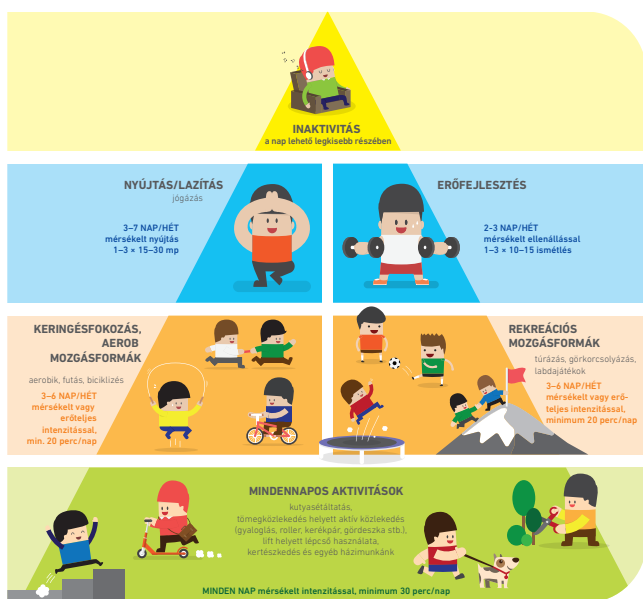 INAKTIVITÁS
a nap lehető legkisebb részében
NYÚJTÁS/LAZÍTÁS
jógázás
3–7 NAP/HÉT
mérsékelt nyújtás
1–3 × 15–30 mp
ERŐFEJLESZTÉS
2-3 NAP/HÉT
mérsékelt ellenállással
1–3 × 10–15 ismétlés
KERINGÉSFOKOZÁS,
AEROB
MOZGÁSFORMÁK
aerobik, futás, biciklizés
3–6 NAP/HÉT
mérsékelt vagy
erőteljes
intenzitással,
min. 20 perc/nap
REKREÁCIÓS
MOZGÁSFORMÁK
túrázás, görkorcsolyázás,
labdajátékok
3–6 NAP/HÉT
mérsékelt vagy erő-
teljes intenzitással,
minimum 20 perc/nap
MINDENNAPOS AKTIVITÁSOK
kutyasétáltatás,
tömegközlekedés helyett aktív közlekedés
(gyaloglás, roller, kerékpár, gördeszka stb.),
lift helyett lépcső használata,
kertészkedés és egyéb házimunkánk
MINDEN NAP mérsékelt intenzitással, minimum 30 perc/nap